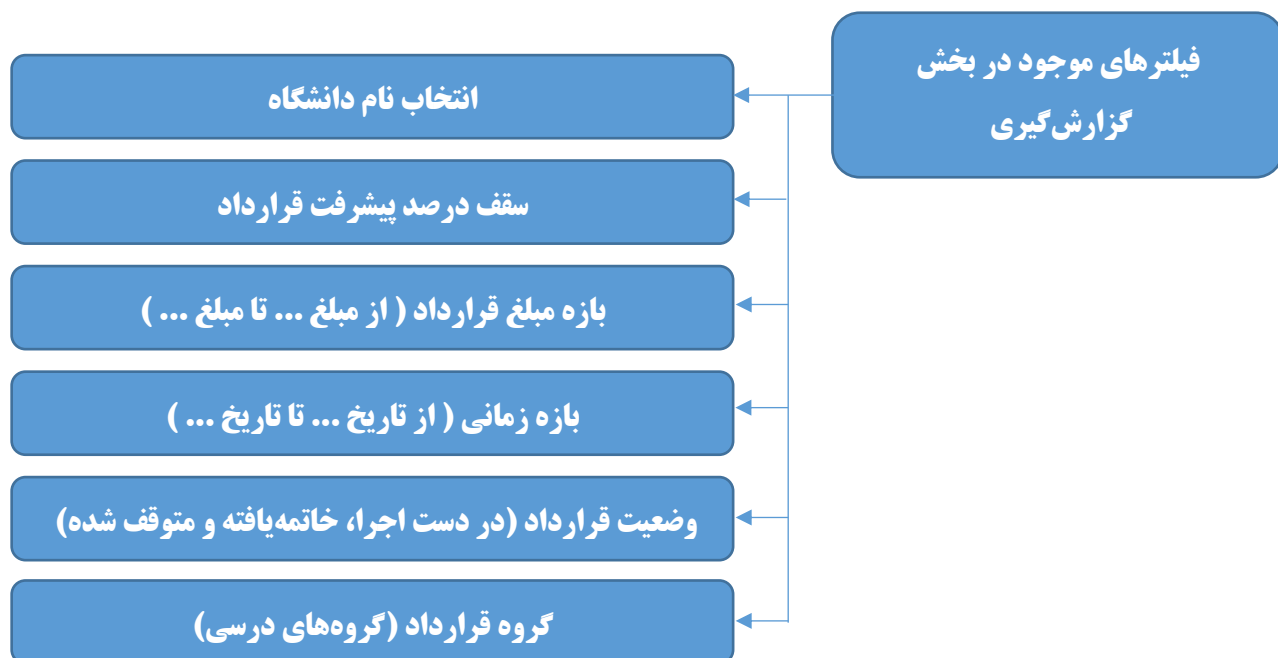 فیلترهای موجود در بخش
گزارش‌گیری
انتخاب نام دانشگاه
سقف درصد پیشرفت قرارداد
بازه مبلغ قرارداد ( از مبلغ ... تا مبلغ ... )
بازه زمانی ( از تاریخ ... تا تاریخ ... )
وضعیت قرارداد (در دست اجرا، خاتمه‌یافته و متوقف شده)
گروه قرارداد (گروه‌های درسی)